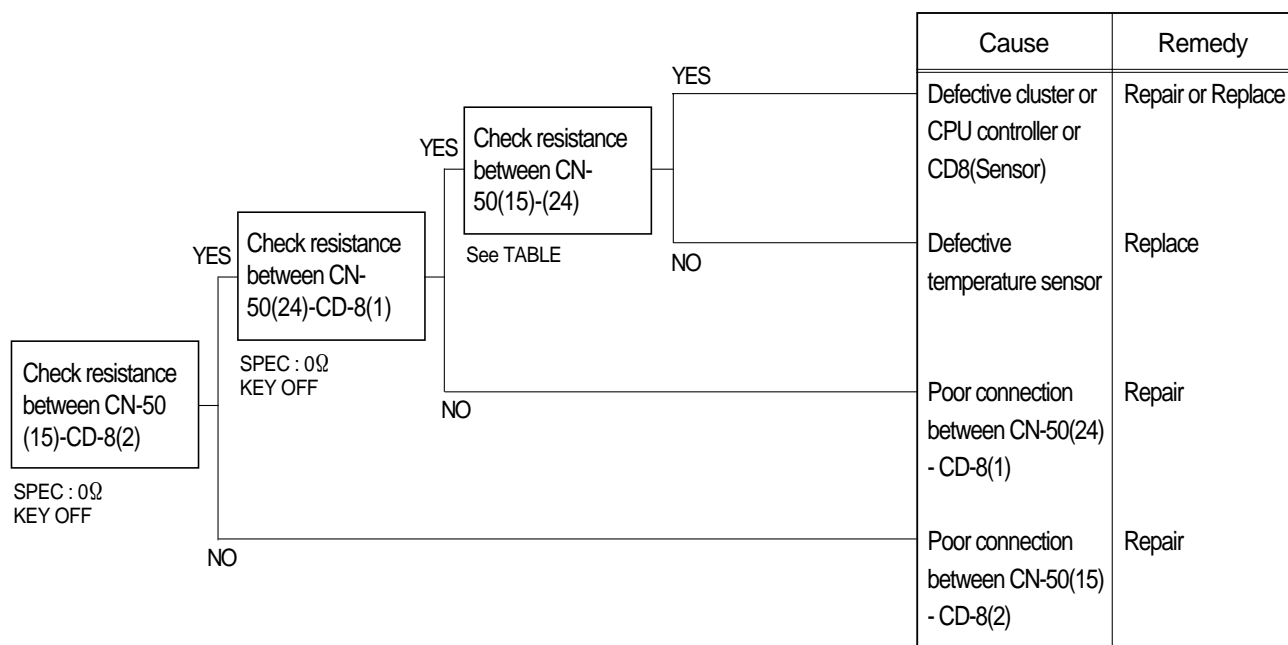 Cause
Remedy
YES
Defective cluster or
CPU controller or
CD8(Sensor)
Repair or Replace
YES
Check resistance
between CN-
50(15)-(24)
See TABLE
NO
Defective
temperature sensor
Replace
YES
Check resistance
between CN-
50(24)-CD-8(1)
SPEC : 0Ω
KEY OFF
NO
Poor connection
between CN-50(24)
- CD-8(1)
Repair
Check resistance
between CN-50
(15)-CD-8(2)
SPEC : 0Ω
KEY OFF
NO
Poor connection
between CN-50(15)
- CD-8(2)
Repair